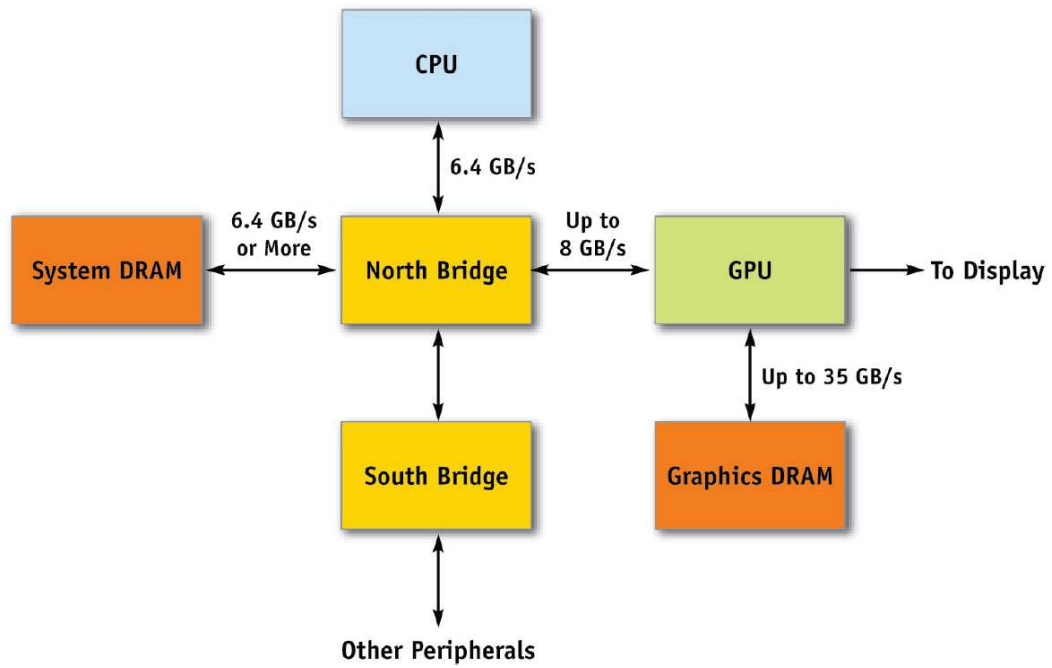 CPU
6.4 GB/s
6.4 GB/s
or More
Up to
8 GB/s
System DRAM
North Bridge
GPU
To Display
Up to 35 GB/s
South Bridge
Graphics DRAM
Other Peripherals